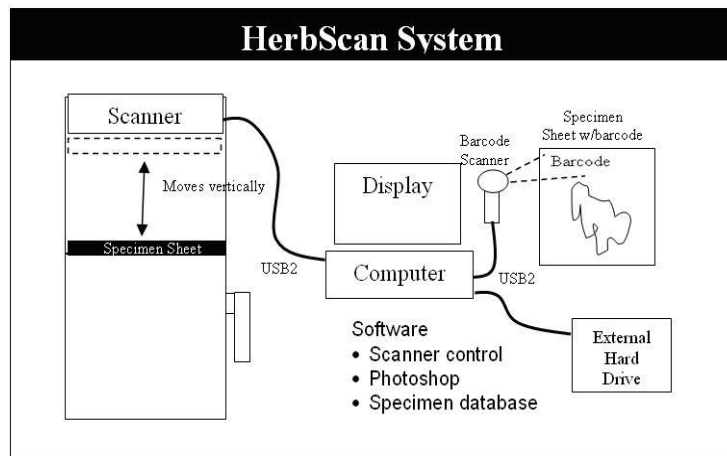 HerbScan System
Scanner
Moves vertically
Specimen Sheet
USB2
Display
Computer
Barcode
Scanner
USB2
Specimen
Sheet w/barcode
Barcode
External
Hard
Drive
Software
• Scanner control
• Photoshop
• Specimen database